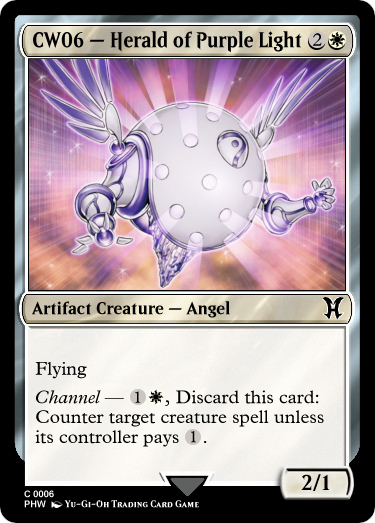 CW06 — Herald of Purple Light 2
Artifact Creature — Angel
Flying
Channel — 1, Discard this card:
Counter target creature spell unless
its controller pays 1.
2/1
C 0006
PHW Yu-Gi-Oh Trading Card Game